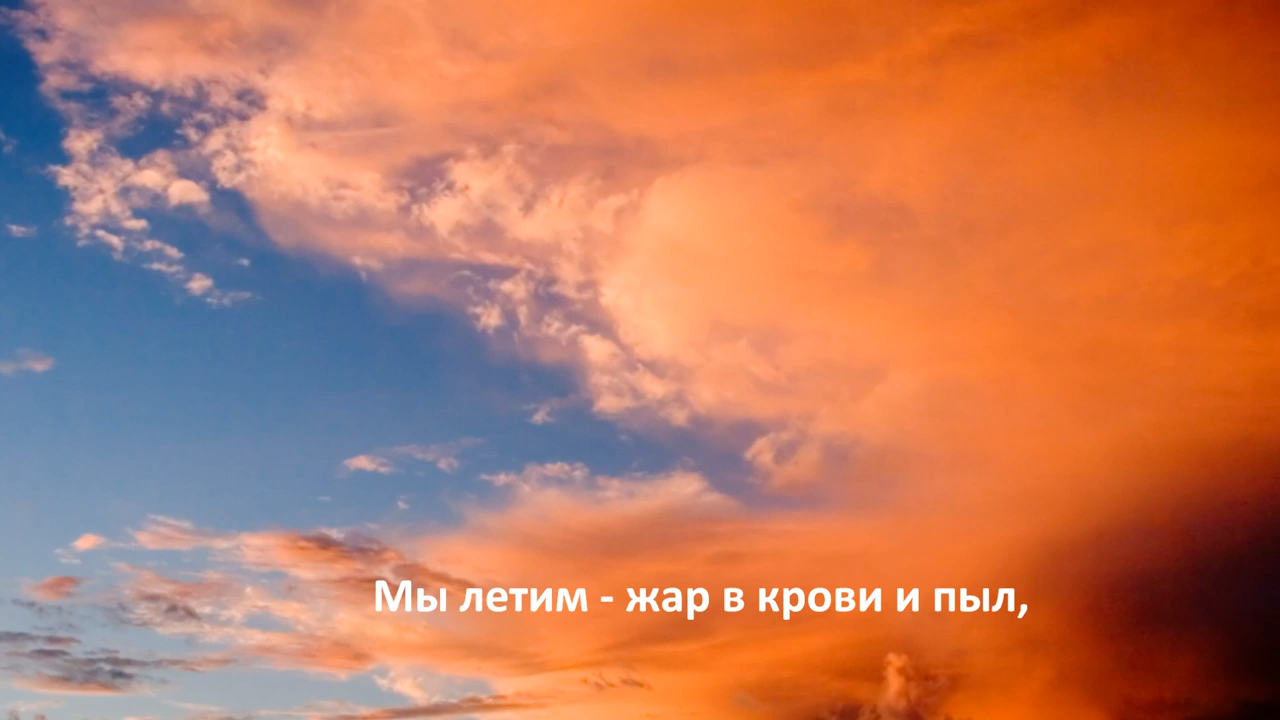 Мы летим - жар в крови и пыл,